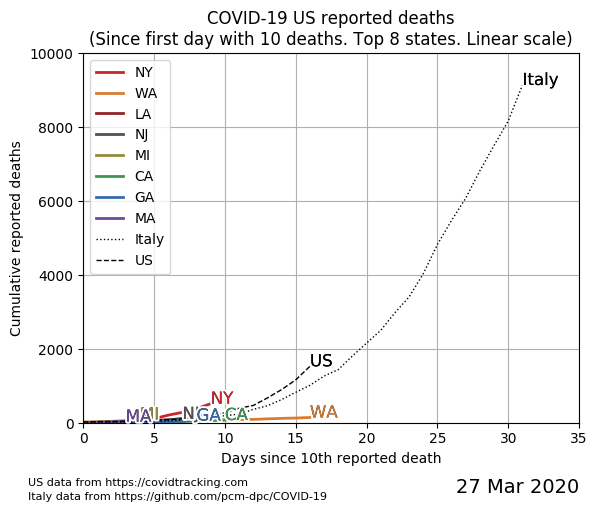 COVID-19 US reported deaths
(Since first day with 10 deaths. Top 8 states. Linear scale)
Cumulative reported deaths
10000
8000
6000
4000
2000
0
NY
WA
LA
NJ
MI
CA
GA
MA
Italy
US
Italy
US
NY
WA
CA
GA
MA
0
5
10
15
20
25
30
35
Days since 10th reported death
US data from https://covidtracking.com
Italy data from https://github.com/pcm-dpc/COVID-19
27 Mar 2020